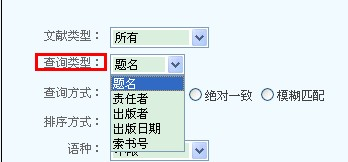 文献类型： 所有
查询类型： 题名
题名
责任者
查询方式： 绝对一致 模糊匹配
出版者
出版日期
排序方式：
索书号
语种：